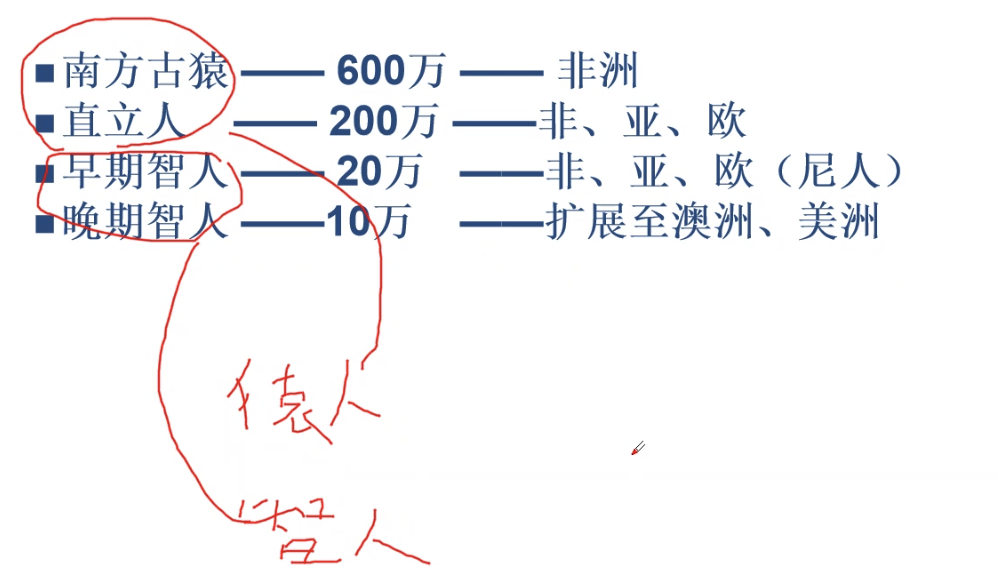 ■南方古猿 —— 600万 —— 非洲
■直立人 —— 200万 ——非、亚、欧
■早期智人 —— 20万 ——非、亚、欧（尼人）
■晚期智人 ——10万 ——扩展至澳洲、美洲
猿人
智人